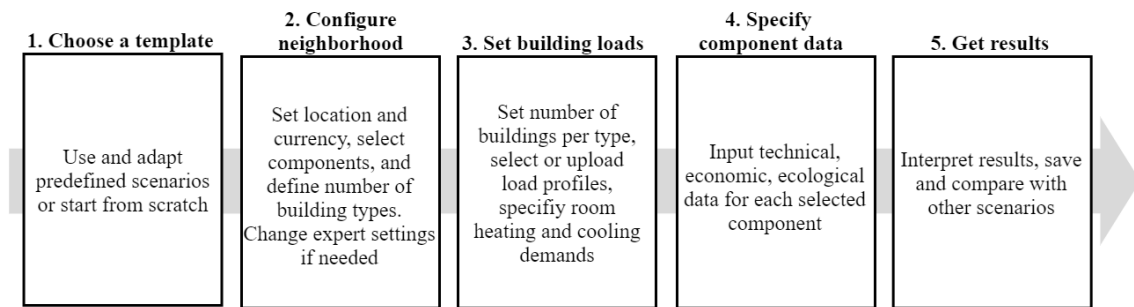 1. Choose a template
Use and adapt
predefined scenarios
or start from scratch
2. Configure
neighborhood
Set location and
currency, select
components, and
define number of
building types.
Change expert settings
if needed
3. Set building loads
Set number of
buildings per type,
select or upload
load profiles,
specifiy room
heating and cooling
demands
4. Specify
component data
Input technical,
economic, ecological
data for each selected
component
5. Get results
Interpret results, save
and compare with
other scenarios